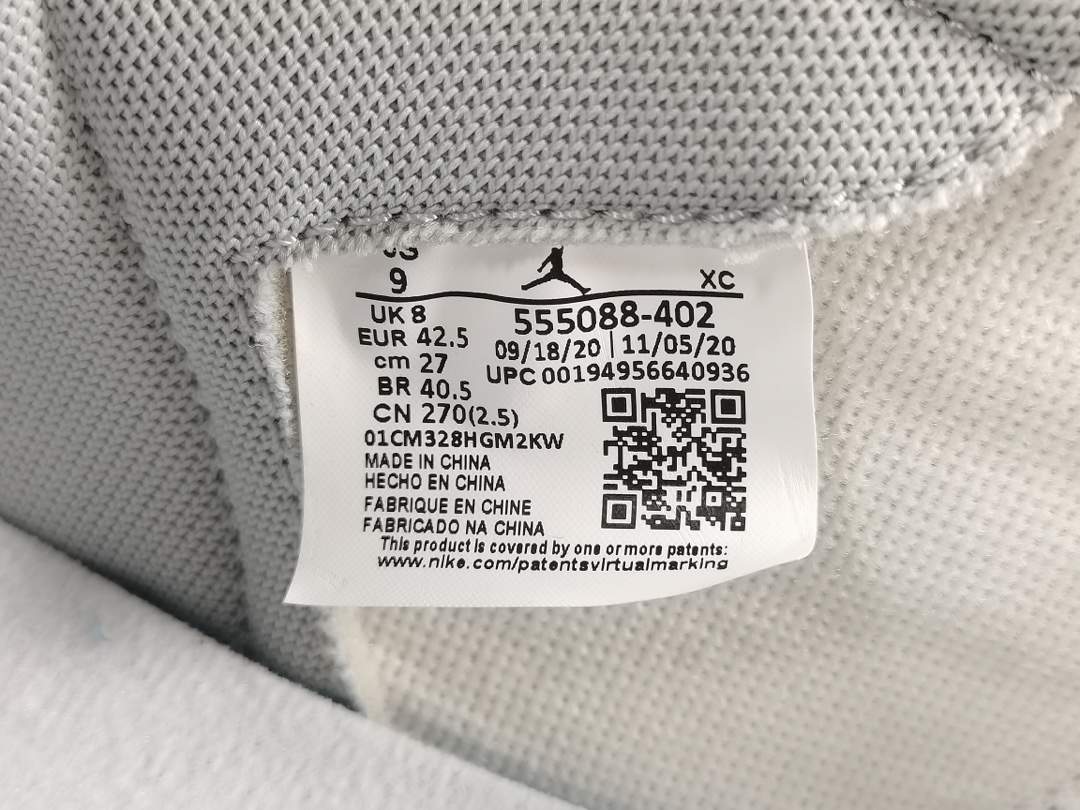 US
9
XC
UK 8
EUR 42.5
cm 27
BR 40.5
CN 270(2.5)
555088-402
09/18/20 | 11/05/20
UPC 00194956640936
01CM328HGM2KW
MADE IN CHINA
HECHO EN CHINA
FABRIQUE EN CHINE
FABRICADO NA CHINA
This product is covered by one or more patents:
www.nike.com/patentsvirtualmarking